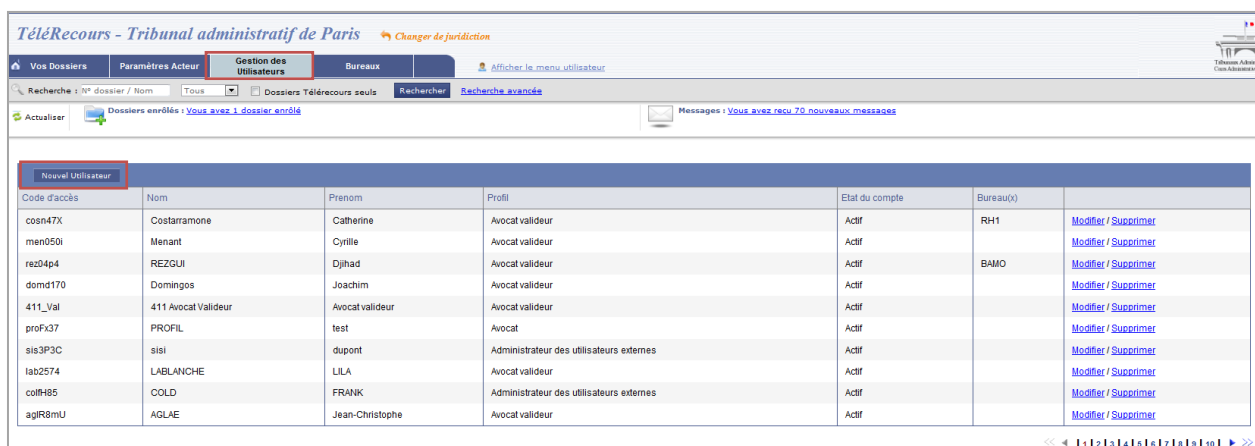 TéléRecours - Tribunal administratif de Paris Changer de juridiction
Vos Dossiers Paramètres Acteur Gestion des Utilisateurs Bureaux Afficher le menu utilisateur
Recherche : N° dossier / Nom Tous Dossiers Télérecours seuls Rechercher Recherche avancée
Actualiser Dossiers enrôlés : Vous avez 1 dossier enrôlé Messages : Vous avez reçu 70 nouveaux messages
Nouvel Utilisateur
Code d'accès Nom Prenom Profil Etat du compte Bureau(x)
cosn47X Costarramone Catherine Avocat valideur Actif RH1 Modifier / Supprimer
men050i Menant Cyrille Avocat valideur Actif Modifier / Supprimer
rez04p4 REZGUI Djihad Avocat valideur Actif BAMO Modifier / Supprimer
domd170 Domingos Joachim Avocat valideur Actif Modifier / Supprimer
411_Val 411 Avocat Valideur Avocat valideur Avocat valideur Actif Modifier / Supprimer
proFx37 PROFIL test Avocat Actif Modifier / Supprimer
sis3P3C sisi dupont Administrateur des utilisateurs externes Actif Modifier / Supprimer
lab2574 LABLANCHE LILA Avocat valideur Actif Modifier / Supprimer
colfH85 COLD FRANK Administrateur des utilisateurs externes Actif Modifier / Supprimer
aglR8mU AGLAE Jean-Christophe Avocat valideur Actif Modifier / Supprimer
1 | 2 | 3 | 4 | 5 | 6 | 7 | 8 | 9 | 10 |